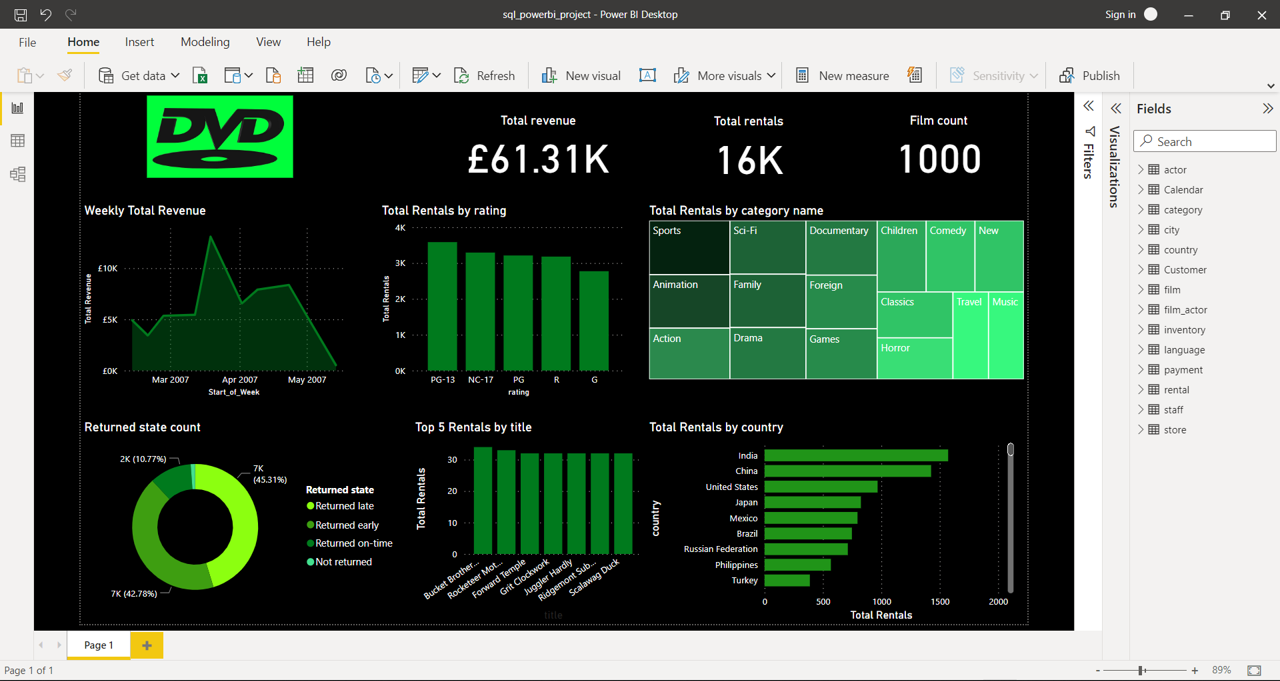 sql_powerbi_project - Power BI Desktop
Sign in
File Home Insert Modeling View Help
Get data
Refresh
New visual
More visuals
New measure
Sensitivity
Publish
DVD
Total revenue
£61.31K
Total rentals
16K
Film count
1000
Weekly Total Revenue
Total Revenue
£10K
£5K
£0K
Mar 2007 Apr 2007 May 2007
Start_of_Week
Total Rentals by rating
Total Rentals
4K
3K
2K
1K
0K
PG-13 NC-17 PG R G
rating
Total Rentals by category name
Sports
Animation
Action
Sci-Fi
Family
Drama
Documentary
Foreign
Games
Children
Comedy
New
Classics
Horror
Travel
Music
Returned state count
2K (10.77%)
7K
(45.31%)
7K (42.78%)
Returned state
Returned late
Returned early
Returned on-time
Not returned
Top 5 Rentals by title
Total Rentals
30
20
10
0
Bucket Brother...
Rocketeer Mot...
Forward Temple
Grit Clockwork
Juggler Hardly
Ridgemont Sub...
Scalawag Duck
title
Total Rentals by country
country
India
China
United States
Japan
Mexico
Brazil
Russian Federation
Philippines
Turkey
0 500 1000 1500 2000
Total Rentals
Filters
Visualizations
Fields
Search
actor
Calendar
category
city
country
Customer
film
film_actor
inventory
language
payment
rental
staff
store
Page 1
+
Page 1 of 1
- + 89%